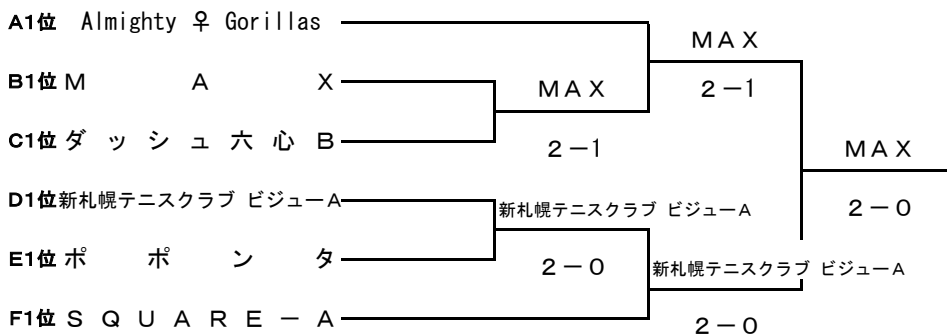 A1位 Almighty ♀ Gorillas
MAX
B1位 MAX
MAX
2－1
C1位 ダッシュ六心B
2－1
MAX
D1位 新札幌テニスクラブ ビジューA
新札幌テニスクラブ ビジューA
2－0
E1位 ポポンタ
2－0
新札幌テニスクラブ ビジューA
F1位 SQUARE－A
2－0